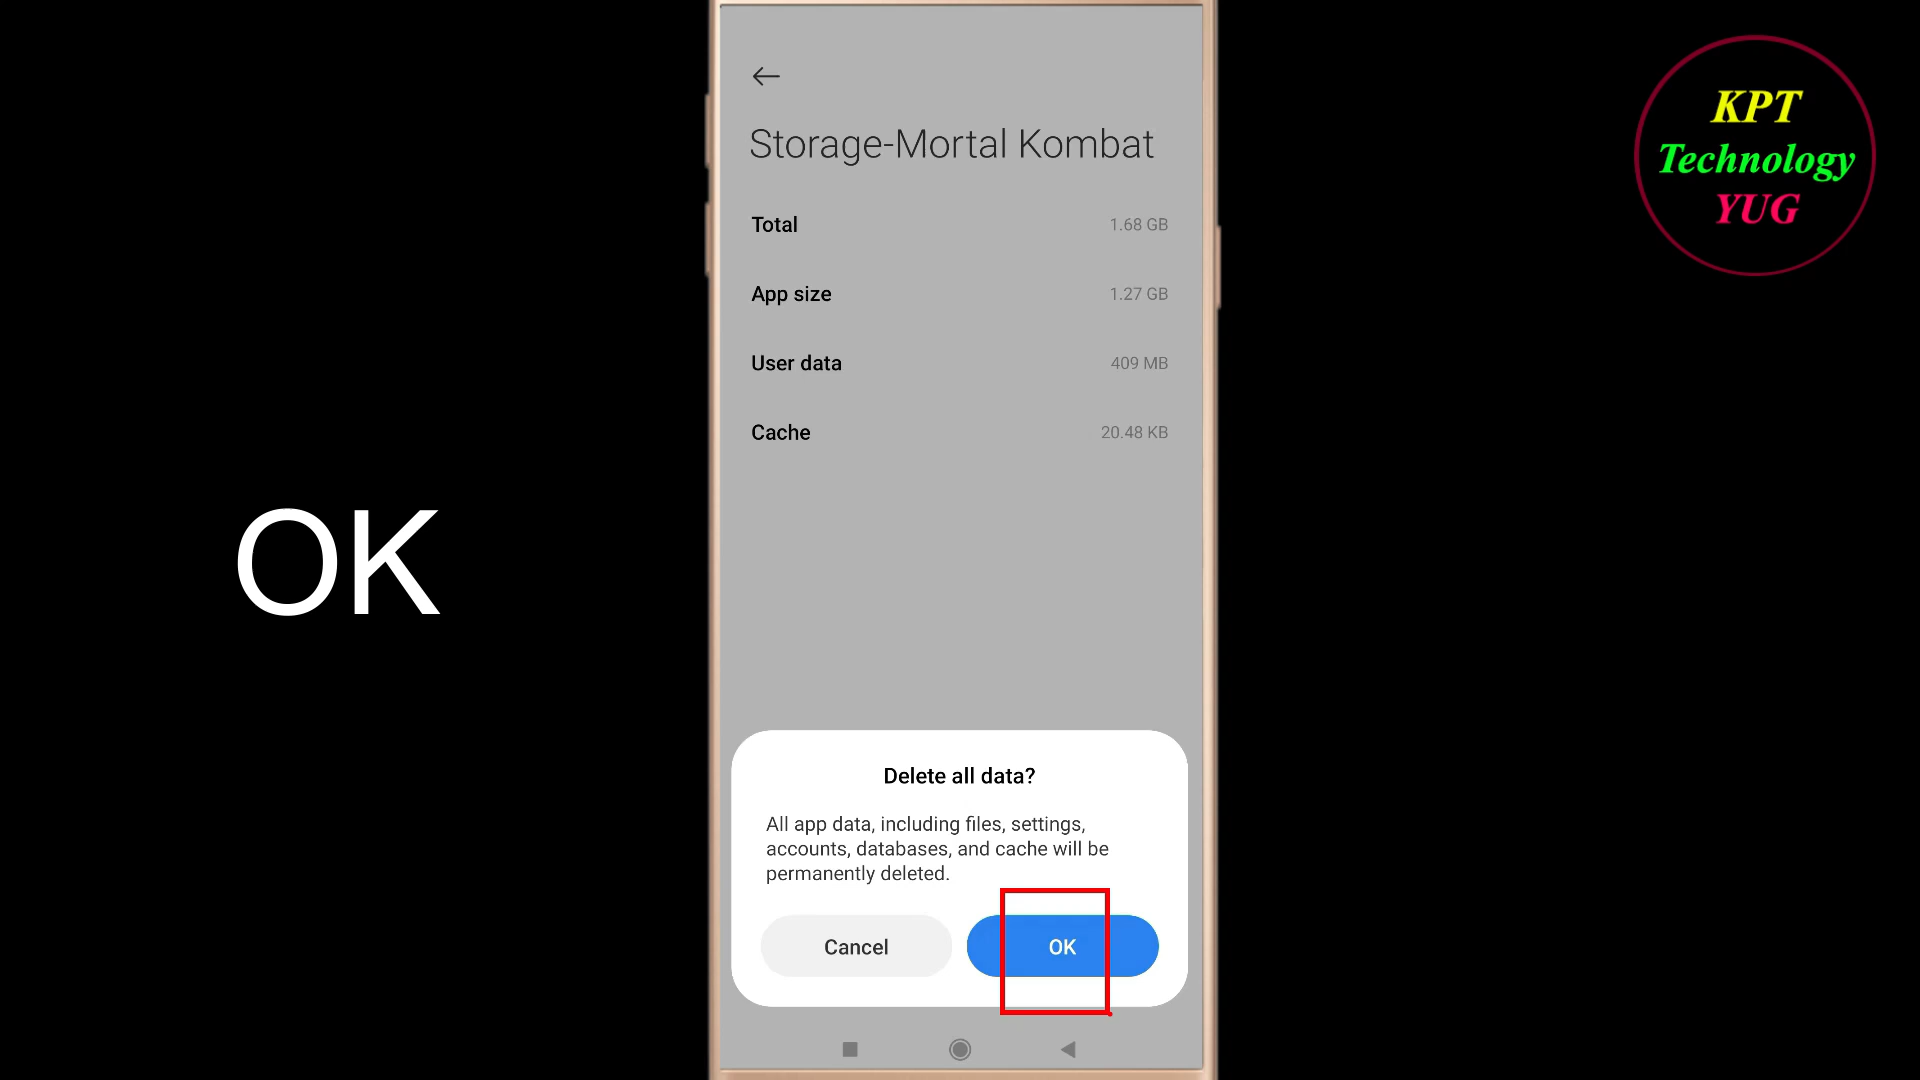 KPT
Technology
YUG
Storage-Mortal Kombat
Total 1.68 GB
App size 1.27 GB
User data 409 MB
Cache 20.48 KB
OK
Delete all data?
All app data, including files, settings,
accounts, databases, and cache will be
permanently deleted.
Cancel OK